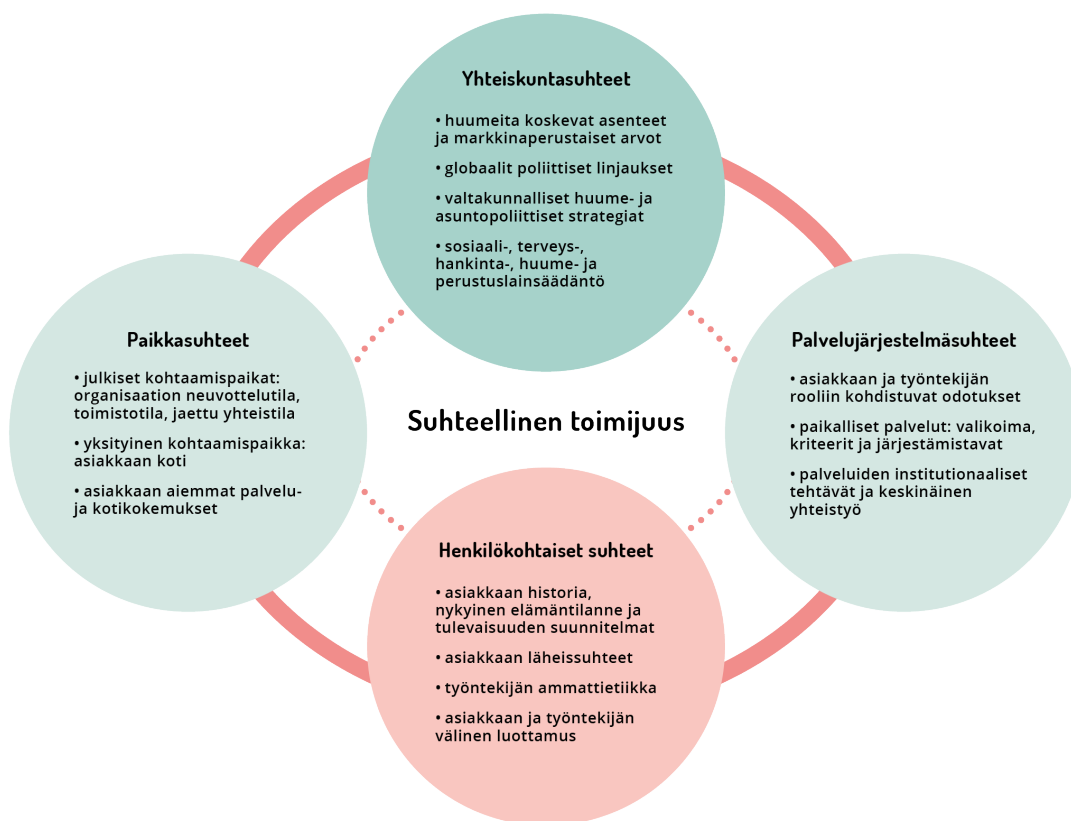 Yhteiskuntasuhteet
• huumeita koskevat asenteet
ja markkinaperustaiset arvot
• globaalit poliittiset linjaukset
• valtakunnalliset huume- ja
asuntopoliittiset strategiat
• sosiaali-, terveys-,
hankinta-, huume- ja
perustuslainsäädäntö
Paikkasuhteet
• julkiset kohtaamispaikat:
organisaation neuvottelutila,
toimistotila, jaettu yhteistila
• yksityinen kohtaamispaikka:
asiakkaan koti
• asiakkaan aiemmat palvelu-
ja kotikokemukset
Suhteellinen toimijuus
Palvelujärjestelmäsuhteet
• asiakkaan ja työntekijän
rooliin kohdistuvat odotukset
• paikalliset palvelut: valikoima,
kriteerit ja järjestämistavat
• palveluiden institutionaaliset
tehtävät ja keskinäinen
yhteistyö
Henkilökohtaiset suhteet
• asiakkaan historia,
nykyinen elämäntilanne ja
tulevaisuuden suunnitelmat
• asiakkaan läheissuhteet
• työntekijän ammattietiikka
• asiakkaan ja työntekijän
välinen luottamus